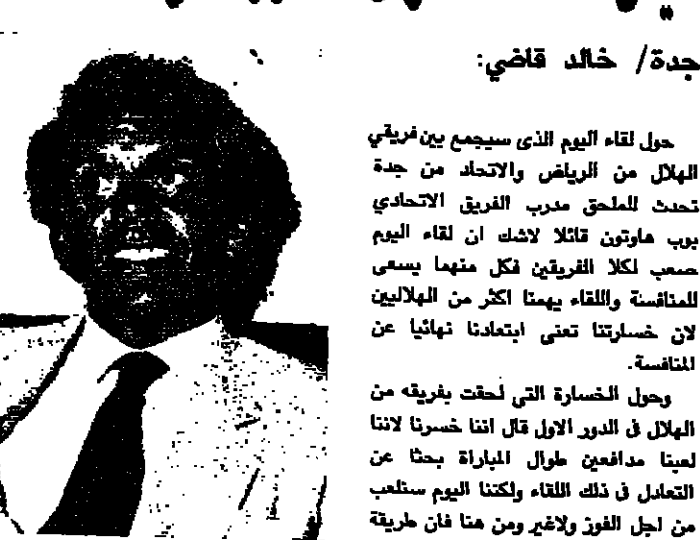 جدة/ خالد قاضي:
حول لقاء اليوم الذى سيجمع بين فريقي
الهلال من الرياض والاتحاد من جدة
تحدث للملحق مدرب الفريق الاتحادي
بوب هاوتون قائلا لاشك ان لقاء اليوم
صعب لكلا الفريقين فكل منهما يسعى
للمنافسة واللقاء يهمنا اكثر من الهلاليين
لان خسارتنا تعنى ابتعادنا نهائيا عن
المنافسة.
وحول الخسارة التي لحقت بفريقه من
الهلال فى الدور الاول قال اننا خسرنا لاننا
لعبنا مدافعين طوال المباراة بحثا عن
التعادل فى ذلك اللقاء ولكننا اليوم سنلعب
من اجل الفوز ولاغير ومن هنا فان طريقة